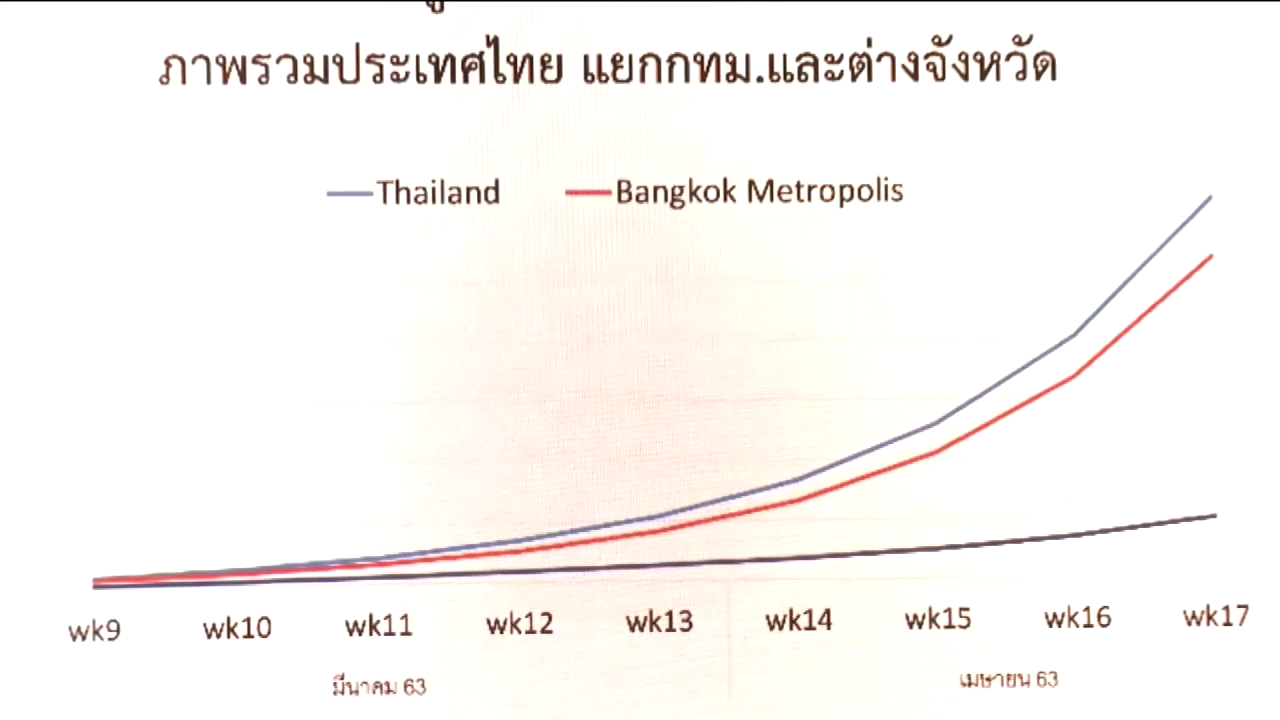 ภาพรวมประเทศไทย แยกกทม.และต่างจังหวัด
Thailand Bangkok Metropolis
wk9 wk10 wk11 wk12 wk13 wk14 wk15 wk16 wk17
มีนาคม 63 เมษายน 63